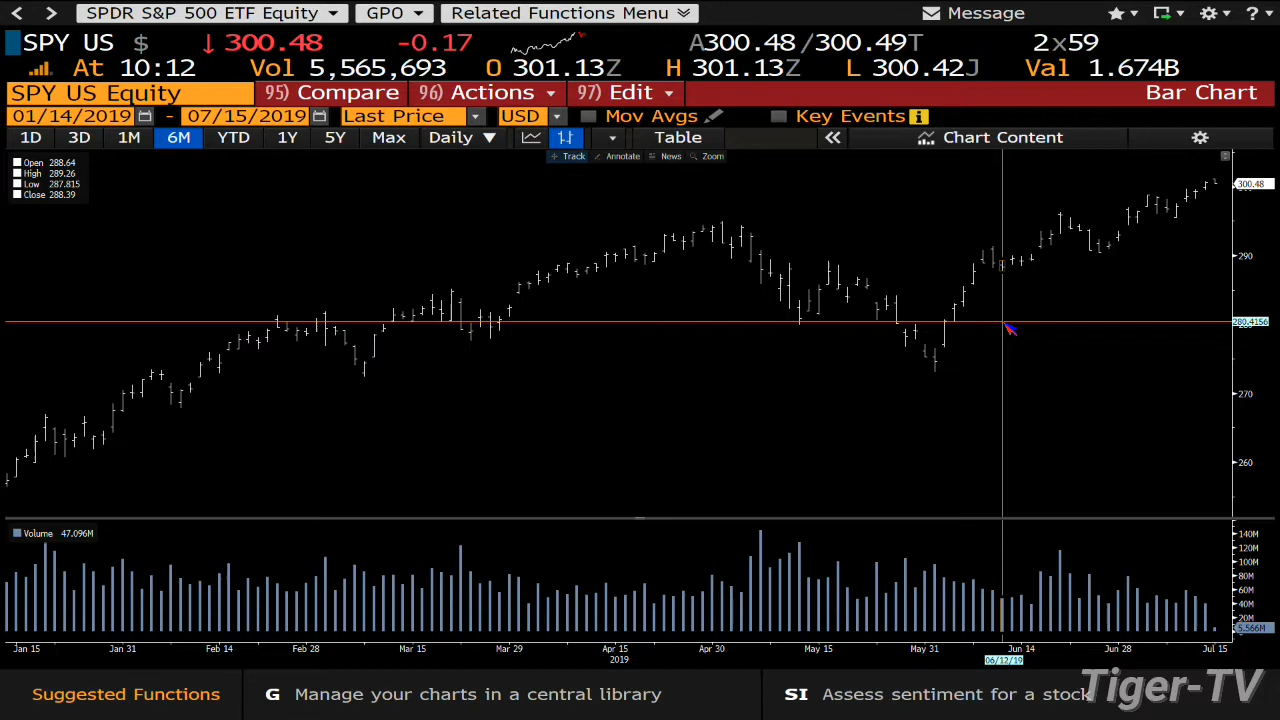 SPDR S&P 500 ETF Equity GPO Related Functions Menu Message ?
SPY US $ ↓ 300.48 -0.17 A300.48/300.49T 2x59
At 10:12 Vol 5,565,693 O 301.13Z H 301.13Z L 300.42J Val 1.674B
SPY US Equity 95) Compare 96) Actions 97) Edit Bar Chart
01/14/2019 - 07/15/2019 Last Price USD Mov Avgs Key Events i
1D 3D 1M 6M YTD 1Y 5Y Max Daily ▼ Table « Chart Content
Track Annotate News Zoom
Open 288.64
High 289.26
Low 287.815
Close 288.39
300.48
290
280.4156
270
260
Volume 47.096M
140M
120M
100M
80M
60M
40M
20M
5.566M
Jan 15 Jan 31 Feb 14 Feb 28 Mar 15 Mar 29 Apr 15 Apr 30 May 15 May 31 Jun 14 Jun 28 Jul 15
2019 06/12/19
Suggested Functions G Manage your charts in a central library SI Assess sentiment for a stock
Tiger-TV